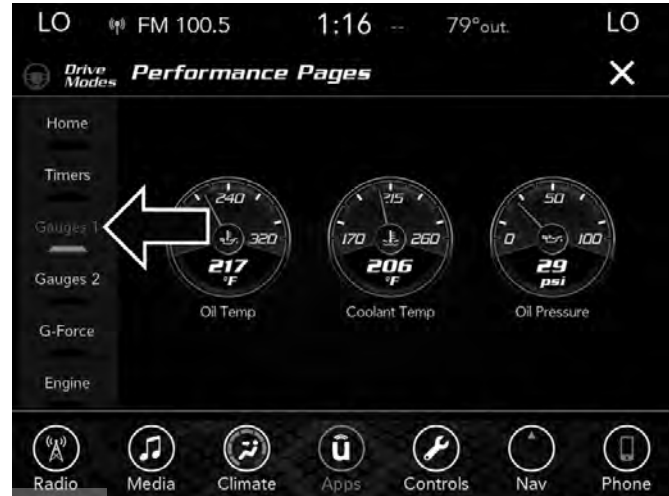 LO FM 100.5 1:16 -- 79°out. LO
Drive Modes Performance Pages X
Home
Timers
Gauges 1
Gauges 2
G-Force
Engine
240
320
217
°F
Oil Temp
215
170 260
206
°F
Coolant Temp
50
0 100
29
psi
Oil Pressure
Radio Media Climate Apps Controls Nav Phone